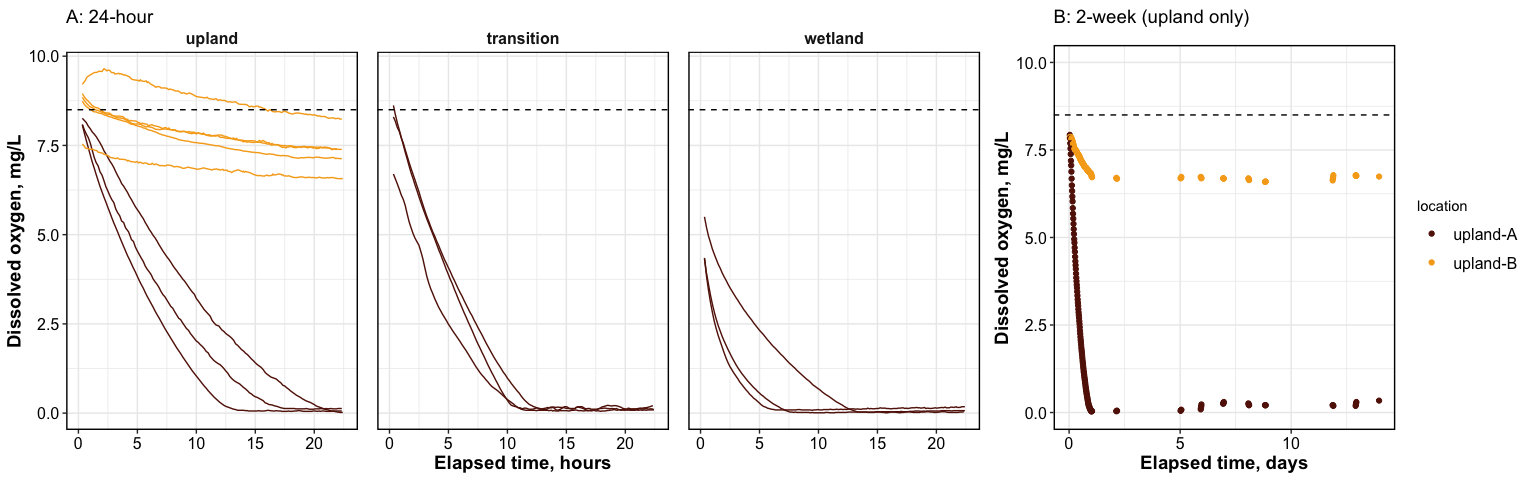 A: 24-hour
upland
transition
wetland
Dissolved oxygen, mg/L
10.0
7.5
5.0
2.5
0.0
0 5 10 15 20
0 5 10 15 20
0 5 10 15 20
Elapsed time, hours
B: 2-week (upland only)
Dissolved oxygen, mg/L
10.0
7.5
5.0
2.5
0.0
0 5 10
Elapsed time, days
location
upland-A
upland-B